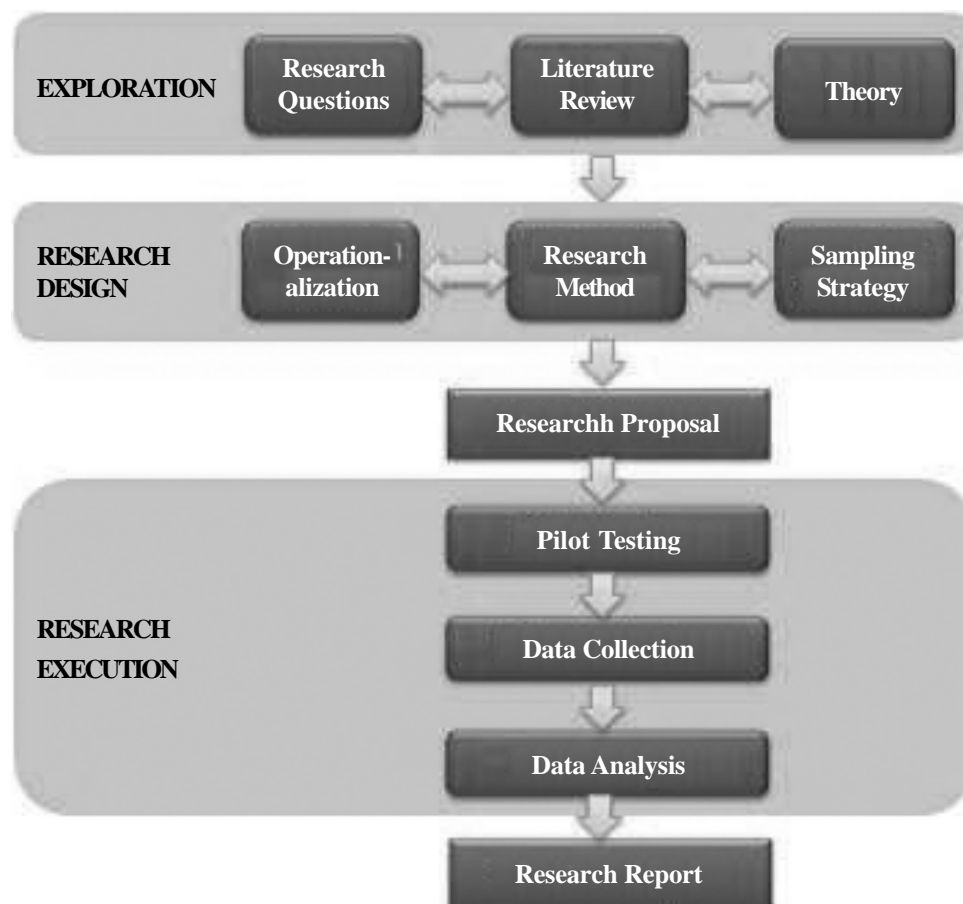 EXPLORATION
Research
Questions
Literature
Review
Theory
RESEARCH
DESIGN
Operation-
alization
Research
Method
Sampling
Strategy
Researchh Proposal
Pilot Testing
RESEARCH
EXECUTION
Data Collection
Data Analysis
Research Report